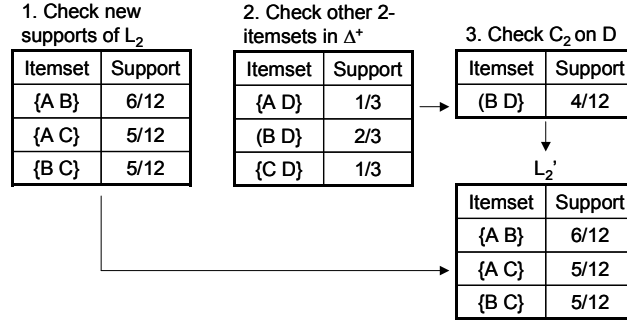 1. Check new
supports of L2
Itemset Support
{A B} 6/12
{A C} 5/12
{B C} 5/12
2. Check other 2-
itemsets in Δ+
Itemset Support
{A D} 1/3
(B D} 2/3
{C D} 1/3
3. Check C2 on D
Itemset Support
(B D} 4/12
L2'
Itemset Support
{A B} 6/12
{A C} 5/12
{B C} 5/12